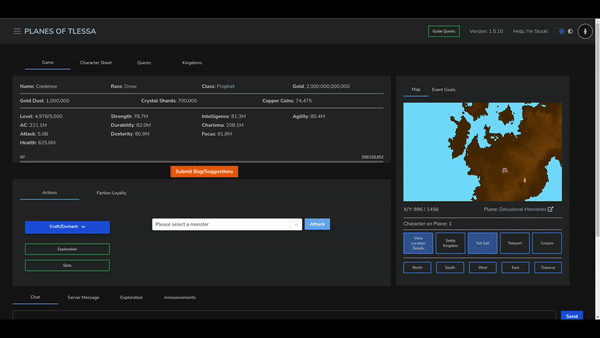 PLANES OF TLESSA
Guide Quests
Version: 1.5.10
Help, I'm Stuck!
Game
Character Sheet
Quests
Kingdoms
Name: Credence
Race: Orcw
Class: Prophet
Gold: 2,000,000,000,000
Gold Dust: 1,000,000
Crystal Shards: 700,000
Copper Coins: 74,475
Level: 4,976/5,000
Strength: 78.7M
Intelligence: 81.3M
Agility: 80.4M
AC: 221.1M
Durability: 82.0M
Charisma: 208.1M
Attack: 5.0B
Dexterity: 80.9M
Focus: 81.8M
Health: 625.0M
XP
Submit Bug/Suggestions
Actions
Faction Loyalty
Craft/Enchant
Please select a monster
Attack
Exploration
Slots
Map
Event Goals
X/Y: 896 / 1456
Plane: Delusional Memories
Character on Plane: 1
View
Location
Details
Settle
Kingdom
Set Sail
Teleport
Conjure
North
South
West
East
Traverse
Chat
Server Message
Exploration
Announcements
Send